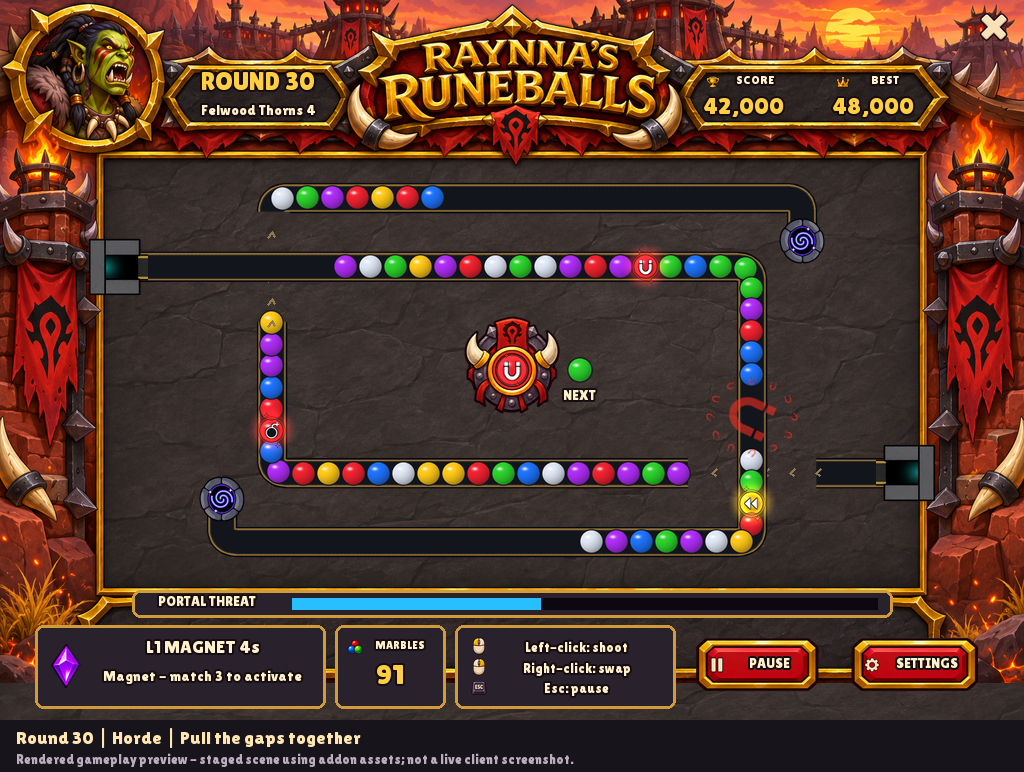 RAYNNA'S
RUNEBALLS
ROUND 30
Felwood Thorns 4
SCORE
42,000
BEST
48,000
NEXT
PORTAL THREAT
L1 MAGNET 4s
Magnet – match 3 to activate
MARBLES
91
Left-click: shoot
Right-click: swap
ESC
Esc: pause
PAUSE
SETTINGS
Round 30 | Horde | Pull the gaps together
Rendered gameplay preview – staged scene using addon assets; not a live client screenshot.